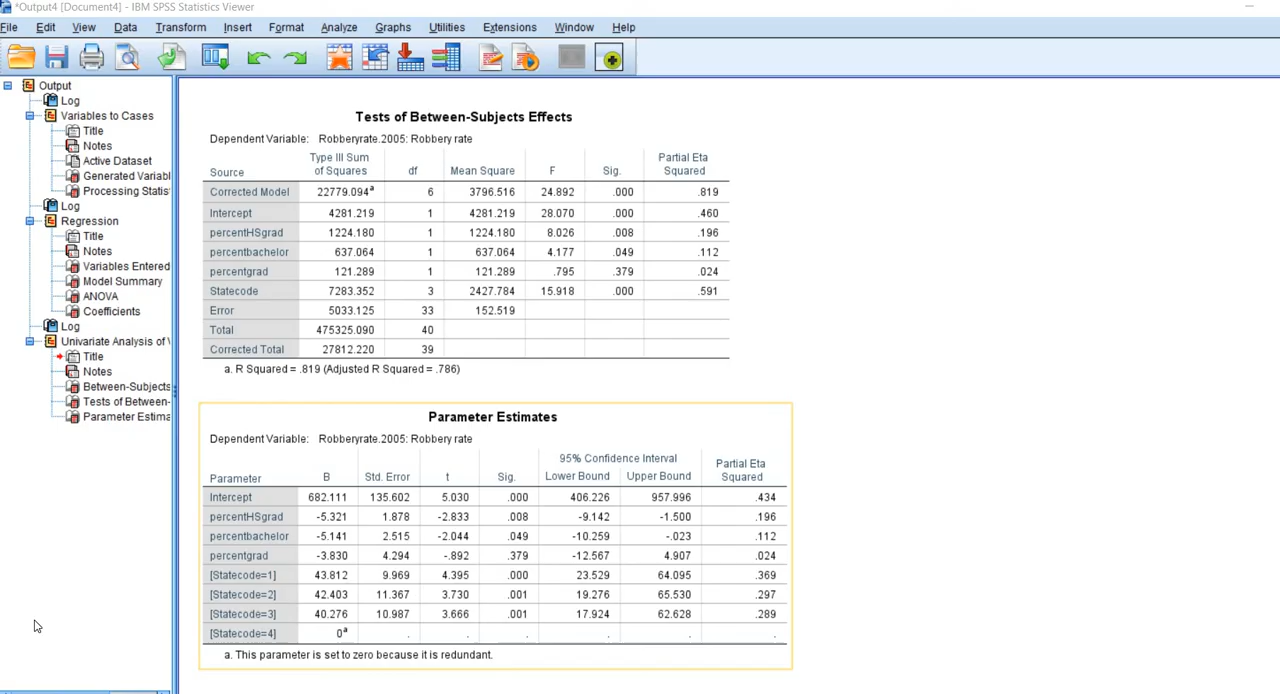 *Output4 [Document4] - IBM SPSS Statistics Viewer
File Edit View Data Transform Insert Format Analyze Graphs Utilities Extensions Window Help
Output
Log
Variables to Cases
Title
Notes
Active Dataset
Generated Variabl
Processing Statis
Log
Regression
Title
Notes
Variables Entered
Model Summary
ANOVA
Coefficients
Log
Univariate Analysis of V
Title
Notes
Between-Subjects
Tests of Between-
Parameter Estima
Tests of Between-Subjects Effects
Dependent Variable: Robberyrate.2005: Robbery rate
Source Type III Sum of Squares df Mean Square F Sig. Partial Eta Squared
Corrected Model 22779.094a 6 3796.516 24.892 .000 .819
Intercept 4281.219 1 4281.219 28.070 .000 .460
percentHSgrad 1224.180 1 1224.180 8.026 .008 .196
percentbachelor 637.064 1 637.064 4.177 .049 .112
percentgrad 121.289 1 121.289 .795 .379 .024
Statecode 7283.352 3 2427.784 15.918 .000 .591
Error 5033.125 33 152.519
Total 475325.090 40
Corrected Total 27812.220 39
a. R Squared = .819 (Adjusted R Squared = .786)
Parameter Estimates
Dependent Variable: Robberyrate.2005: Robbery rate
95% Confidence Interval
Parameter B Std. Error t Sig. Lower Bound Upper Bound Partial Eta Squared
Intercept 682.111 135.602 5.030 .000 406.226 957.996 .434
percentHSgrad -5.321 1.878 -2.833 .008 -9.142 -1.500 .196
percentbachelor -5.141 2.515 -2.044 .049 -10.259 -.023 .112
percentgrad -3.830 4.294 -.892 .379 -12.567 4.907 .024
[Statecode=1] 43.812 9.969 4.395 .000 23.529 64.095 .369
[Statecode=2] 42.403 11.367 3.730 .001 19.276 65.530 .297
[Statecode=3] 40.276 10.987 3.666 .001 17.924 62.628 .289
[Statecode=4] 0a . . . . . .
a. This parameter is set to zero because it is redundant.